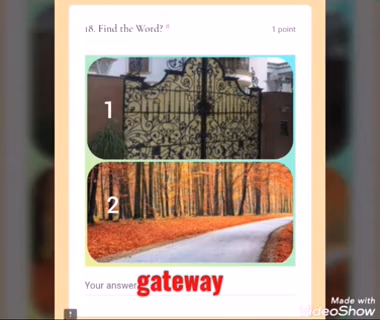 18. Find the Word? *
1 point
1
2
Your answer
gateway
Made with
VideoShow